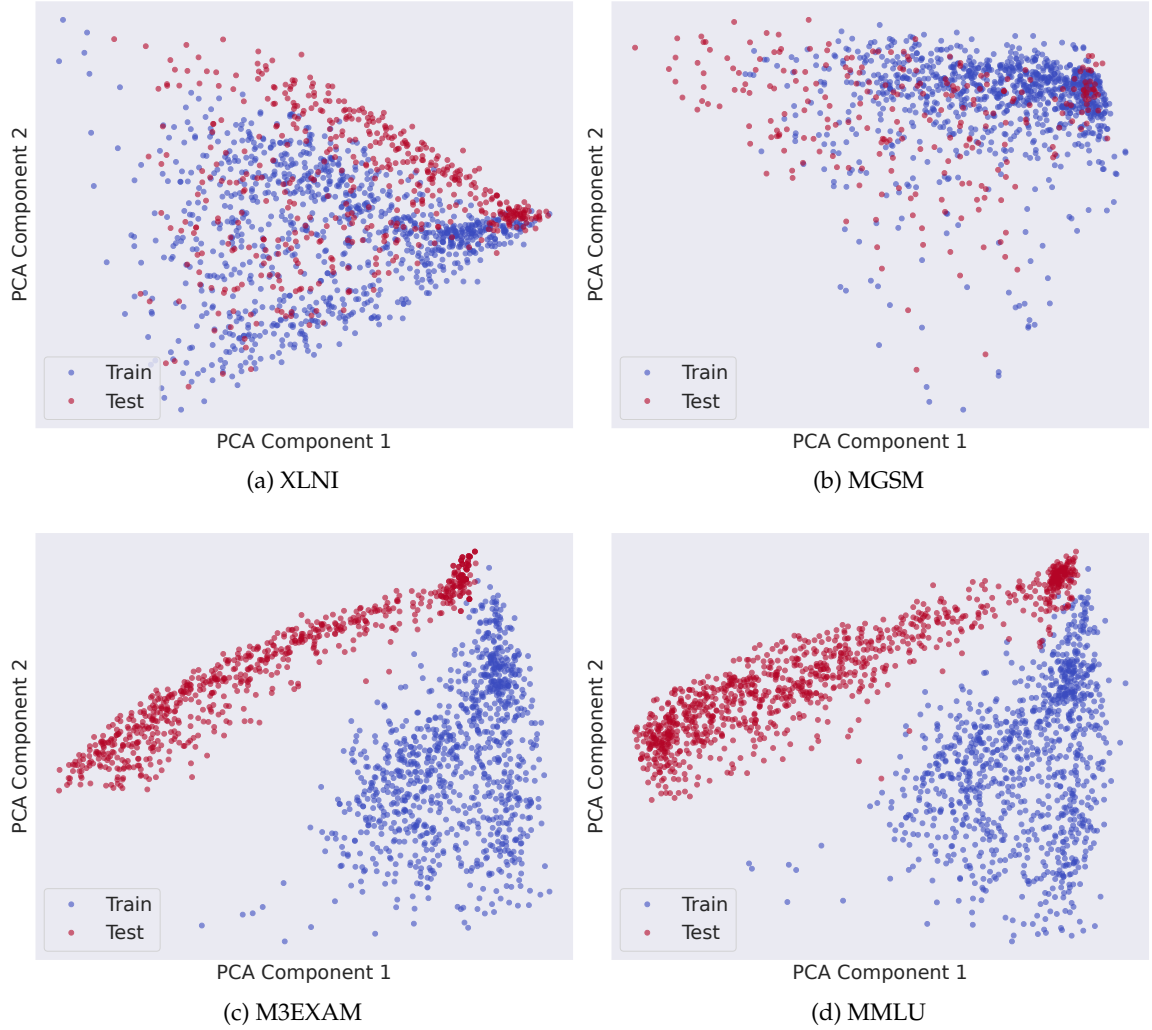 PCA Component 2
Train
Test
PCA Component 1
(a) XLNI
PCA Component 2
Train
Test
PCA Component 1
(b) MGSM
PCA Component 2
Train
Test
PCA Component 1
(c) M3EXAM
PCA Component 2
Train
Test
PCA Component 1
(d) MMLU